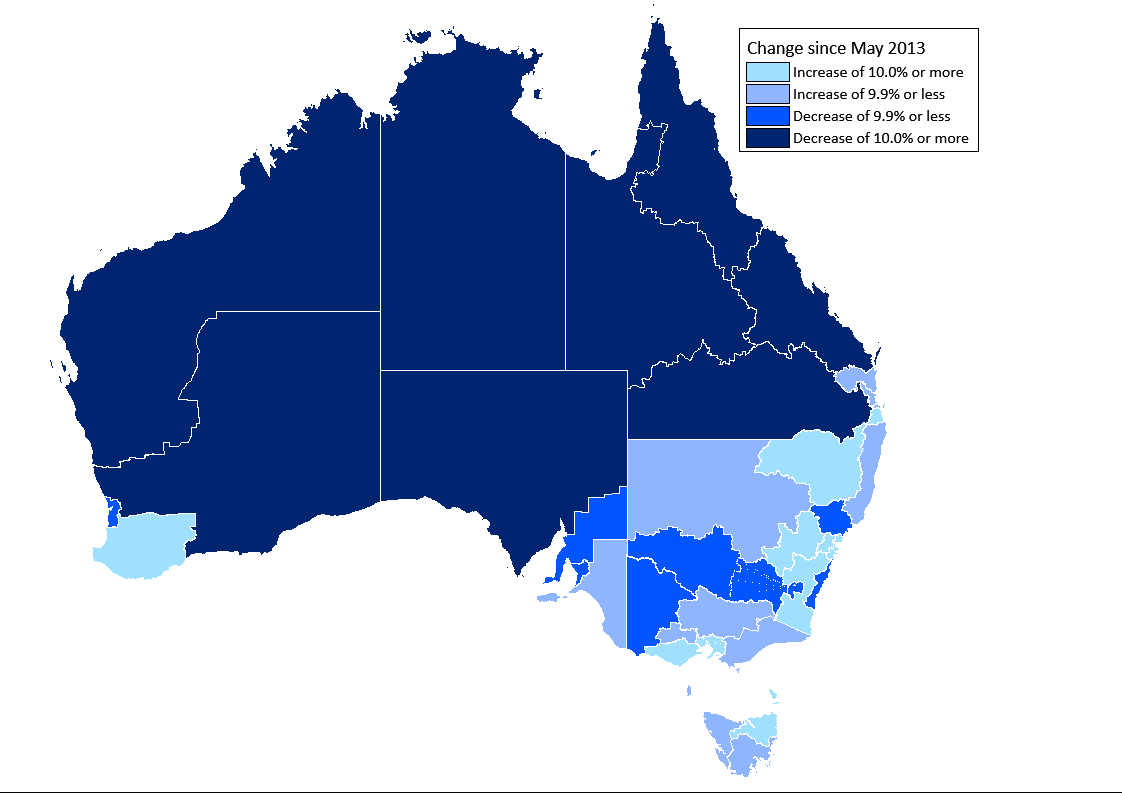 Change since May 2013
Increase of 10.0% or more
Increase of 9.9% or less
Decrease of 9.9% or less
Decrease of 10.0% or more